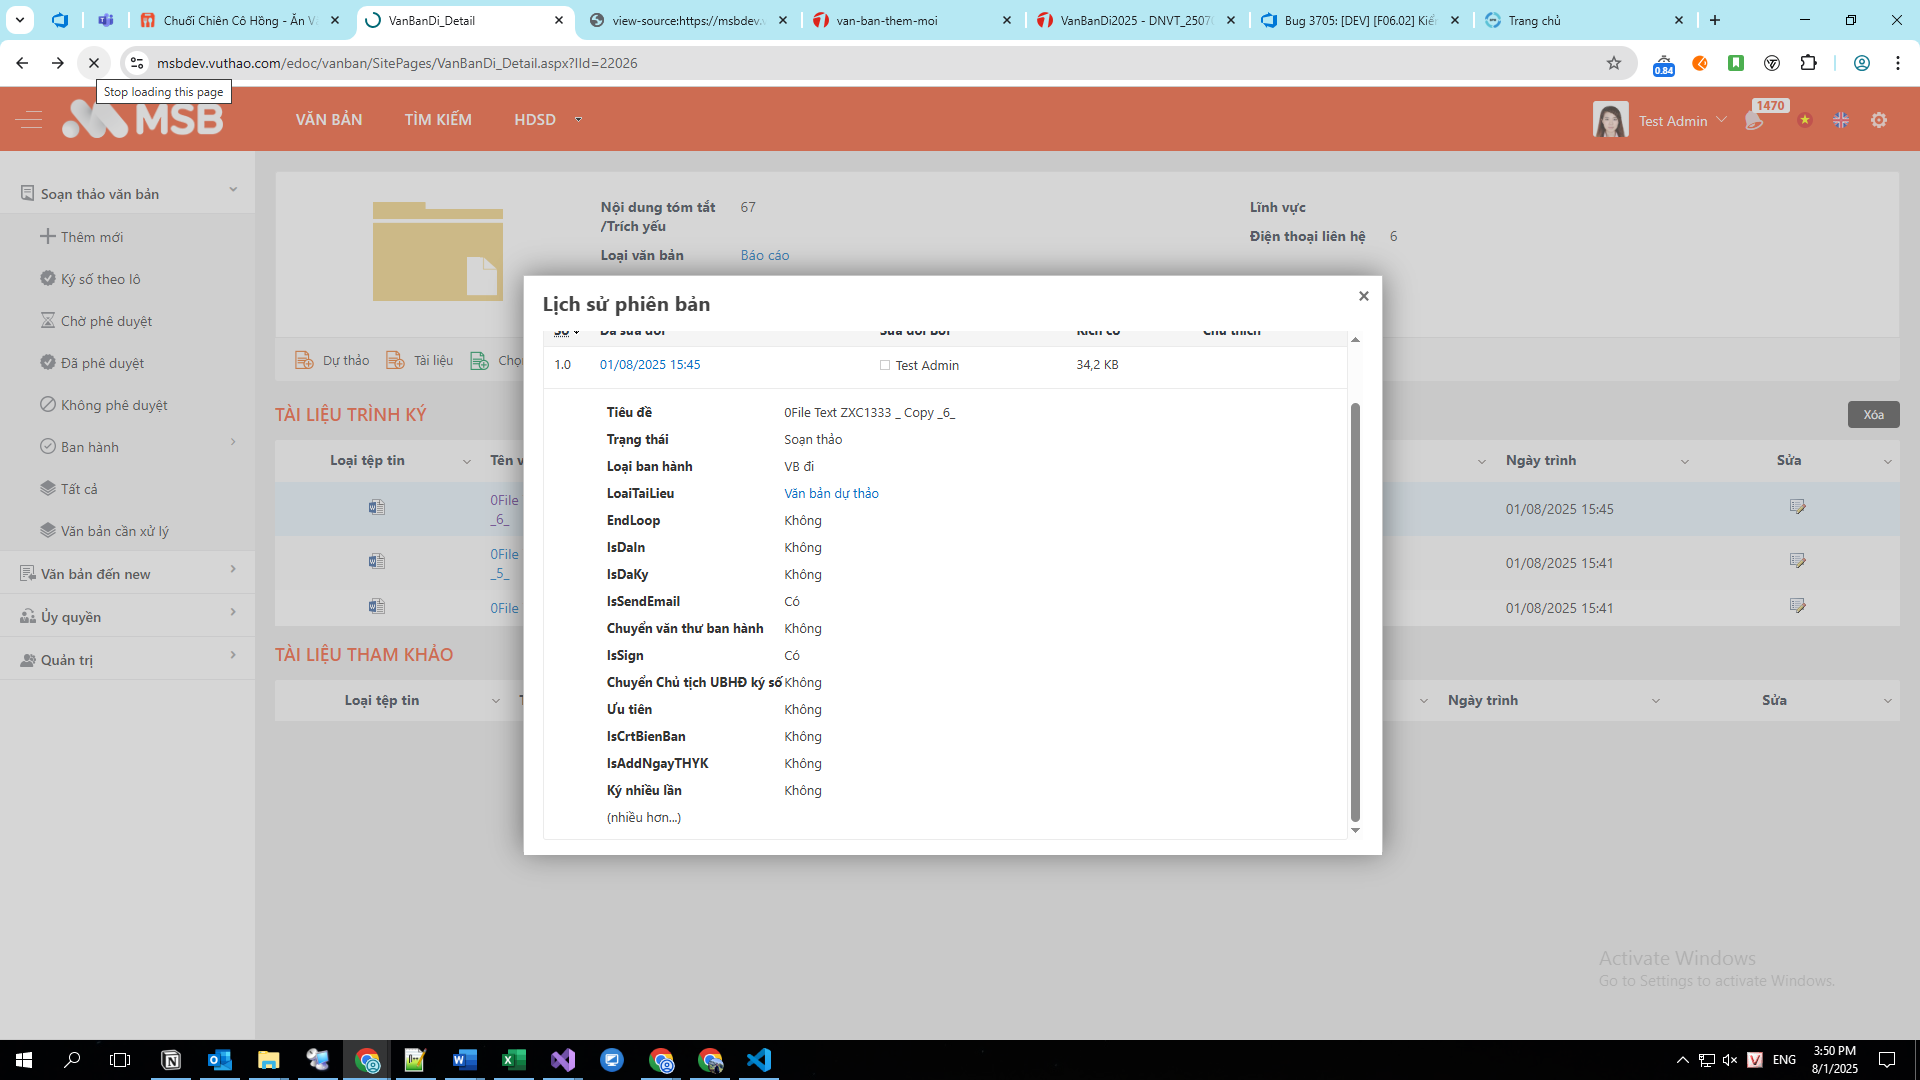 Chuối Chiên Cô Hồng - Ăn V
VanBanDi_Detail
view-source:https://msbdev.v
van-ban-them-moi
VanBanDi2025 - DNVT_2507
Bug 3705: [DEV] [F06.02] Kiể
Trang chủ
msbdev.vuthao.com/edoc/vanban/SitePages/VanBanDi_Detail.aspx?IId=22026
0.84
Stop loading this page
MSB
VĂN BẢN
TÌM KIẾM
HDSD
Test Admin
1470
Soạn thảo văn bản
Thêm mới
Ký số theo lô
Chờ phê duyệt
Đã phê duyệt
Không phê duyệt
Ban hành
Tất cả
Văn bản cần xử lý
Văn bản đến new
Ủy quyền
Quản trị
Nội dung tóm tắt
/Trích yếu
67
Loại văn bản
Báo cáo
Lĩnh vực
Điện thoại liên hệ
6
Dự thảo
Tài liệu
Chọ
TÀI LIỆU TRÌNH KÝ
Xóa
Loại tệp tin
Tên v
Ngày trình
Sửa
0File
_6_
01/08/2025 15:45
0File
_5_
01/08/2025 15:41
0File
01/08/2025 15:41
TÀI LIỆU THAM KHẢO
Loại tệp tin
T
Ngày trình
Sửa
Lịch sử phiên bản
Số
Đã sửa đổi
Sửa đổi Bởi
Kích cỡ
Chú thích
1.0
01/08/2025 15:45
Test Admin
34,2 KB
Tiêu đề
0File Text ZXC1333 _ Copy _6_
Trạng thái
Soạn thảo
Loại ban hành
VB đi
LoaiTaiLieu
Văn bản dự thảo
EndLoop
Không
IsDaIn
Không
IsDaKy
Không
IsSendEmail
Có
Chuyển văn thư ban hành
Không
IsSign
Có
Chuyển Chủ tịch UBHĐ ký số
Không
Ưu tiên
Không
IsCrtBienBan
Không
IsAddNgayTHYK
Không
Ký nhiều lần
Không
(nhiều hơn...)
Activate Windows
Go to Settings to activate Windows.
ENG
3:50 PM
8/1/2025